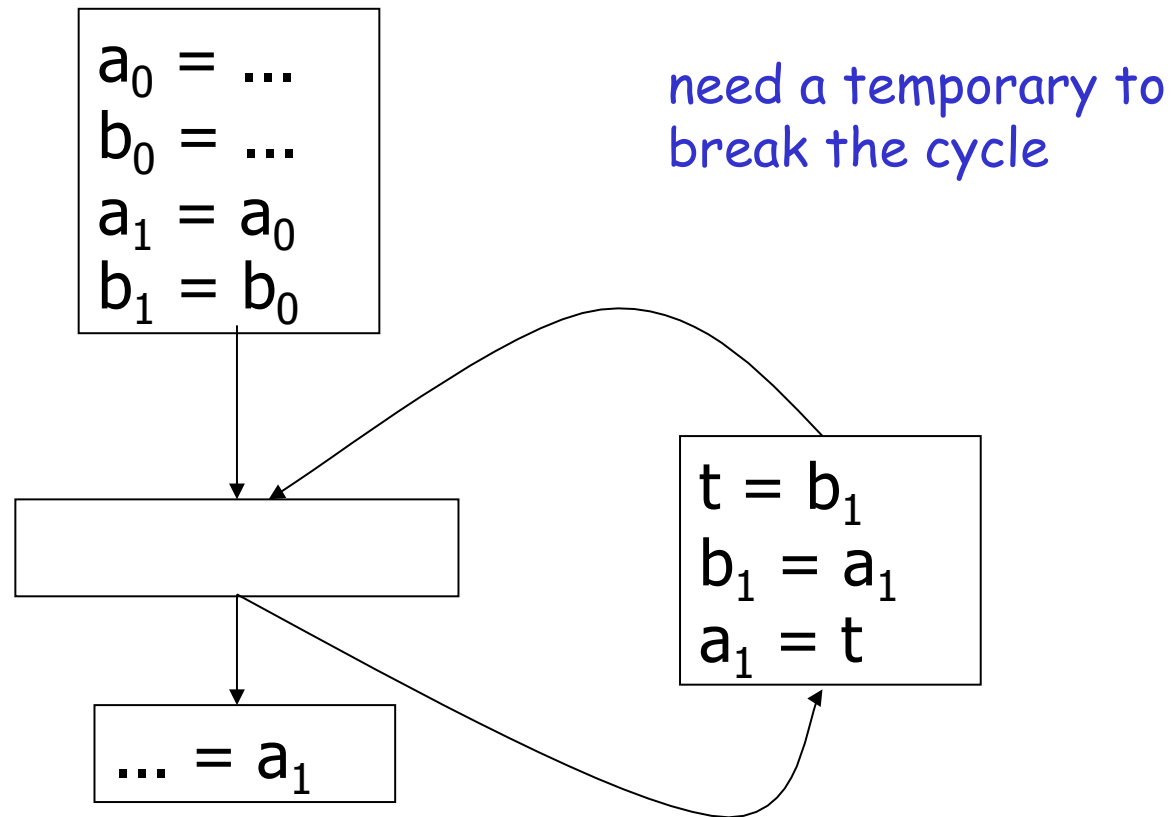 a₀ = ...
b₀ = ...
a₁ = a₀
b₁ = b₀
need a temporary to
break the cycle
t = b₁
b₁ = a₁
a₁ = t
... = a₁